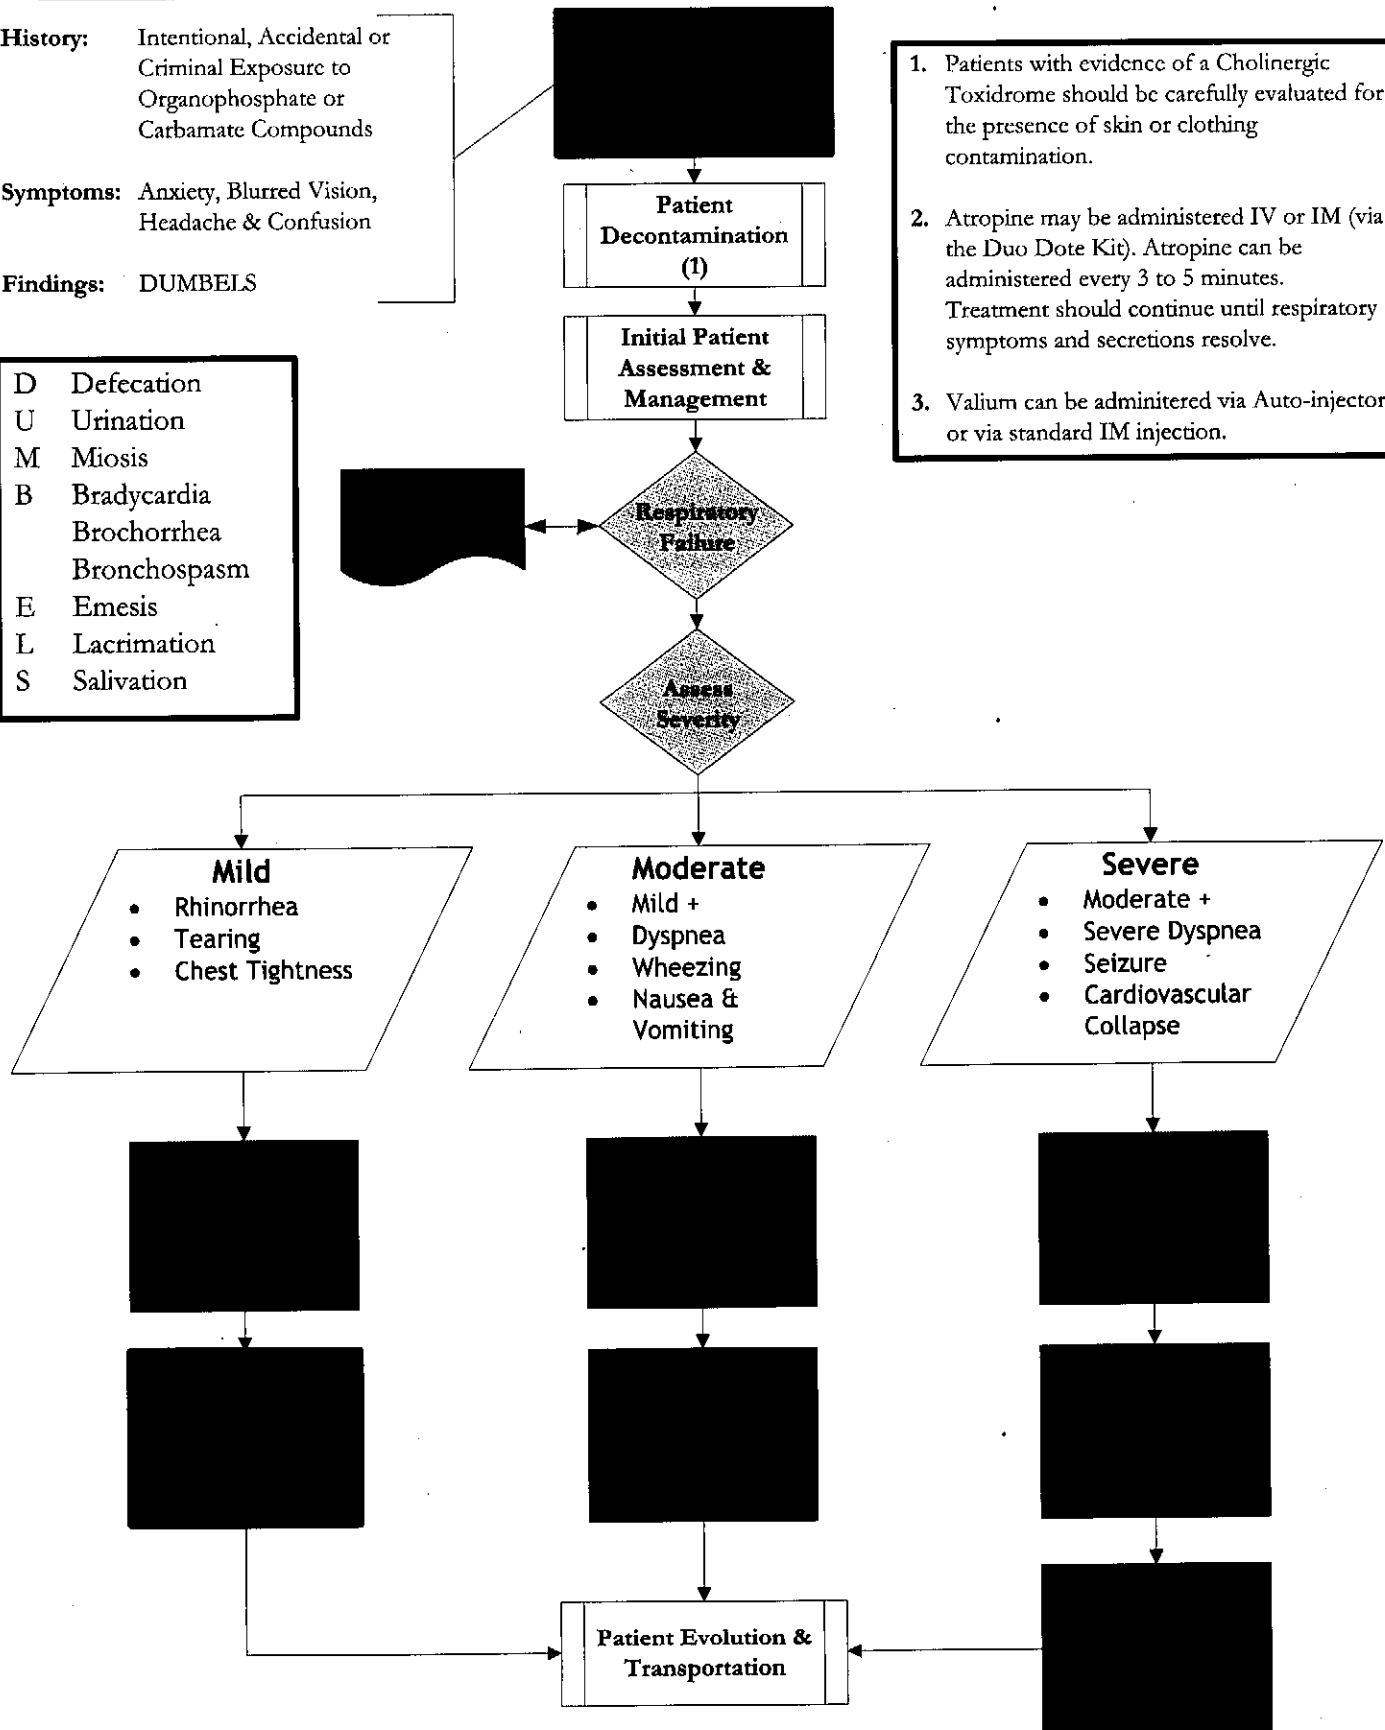 History: Intentional, Accidental or
Criminal Exposure to
Organophosphate or
Carbamate Compounds
Symptoms: Anxiety, Blurred Vision,
Headache & Confusion
Findings: DUMBELS
D Defecation
U Urination
M Miosis
B Bradycardia
Brochorrhea
Bronchospasm
E Emesis
L Lacrimation
S Salivation
1. Patients with evidence of a Cholinergic
Toxidrome should be carefully evaluated for
the presence of skin or clothing
contamination.
2. Atropine may be administered IV or IM (via
the Duo Dote Kit). Atropine can be
administered every 3 to 5 minutes.
Treatment should continue until respiratory
symptoms and secretions resolve.
3. Valium can be adminitered via Auto-injector
or via standard IM injection.
Patient
Decontamination
(1)
Initial Patient
Assessment &
Management
Respiratory
Failure
Assess
Severity
Mild
• Rhinorrhea
• Tearing
• Chest Tightness
Moderate
• Mild +
• Dyspnea
• Wheezing
• Nausea &
Vomiting
Severe
• Moderate +
• Severe Dyspnea
• Seizure
• Cardiovascular
Collapse
Patient Evolution &
Transportation